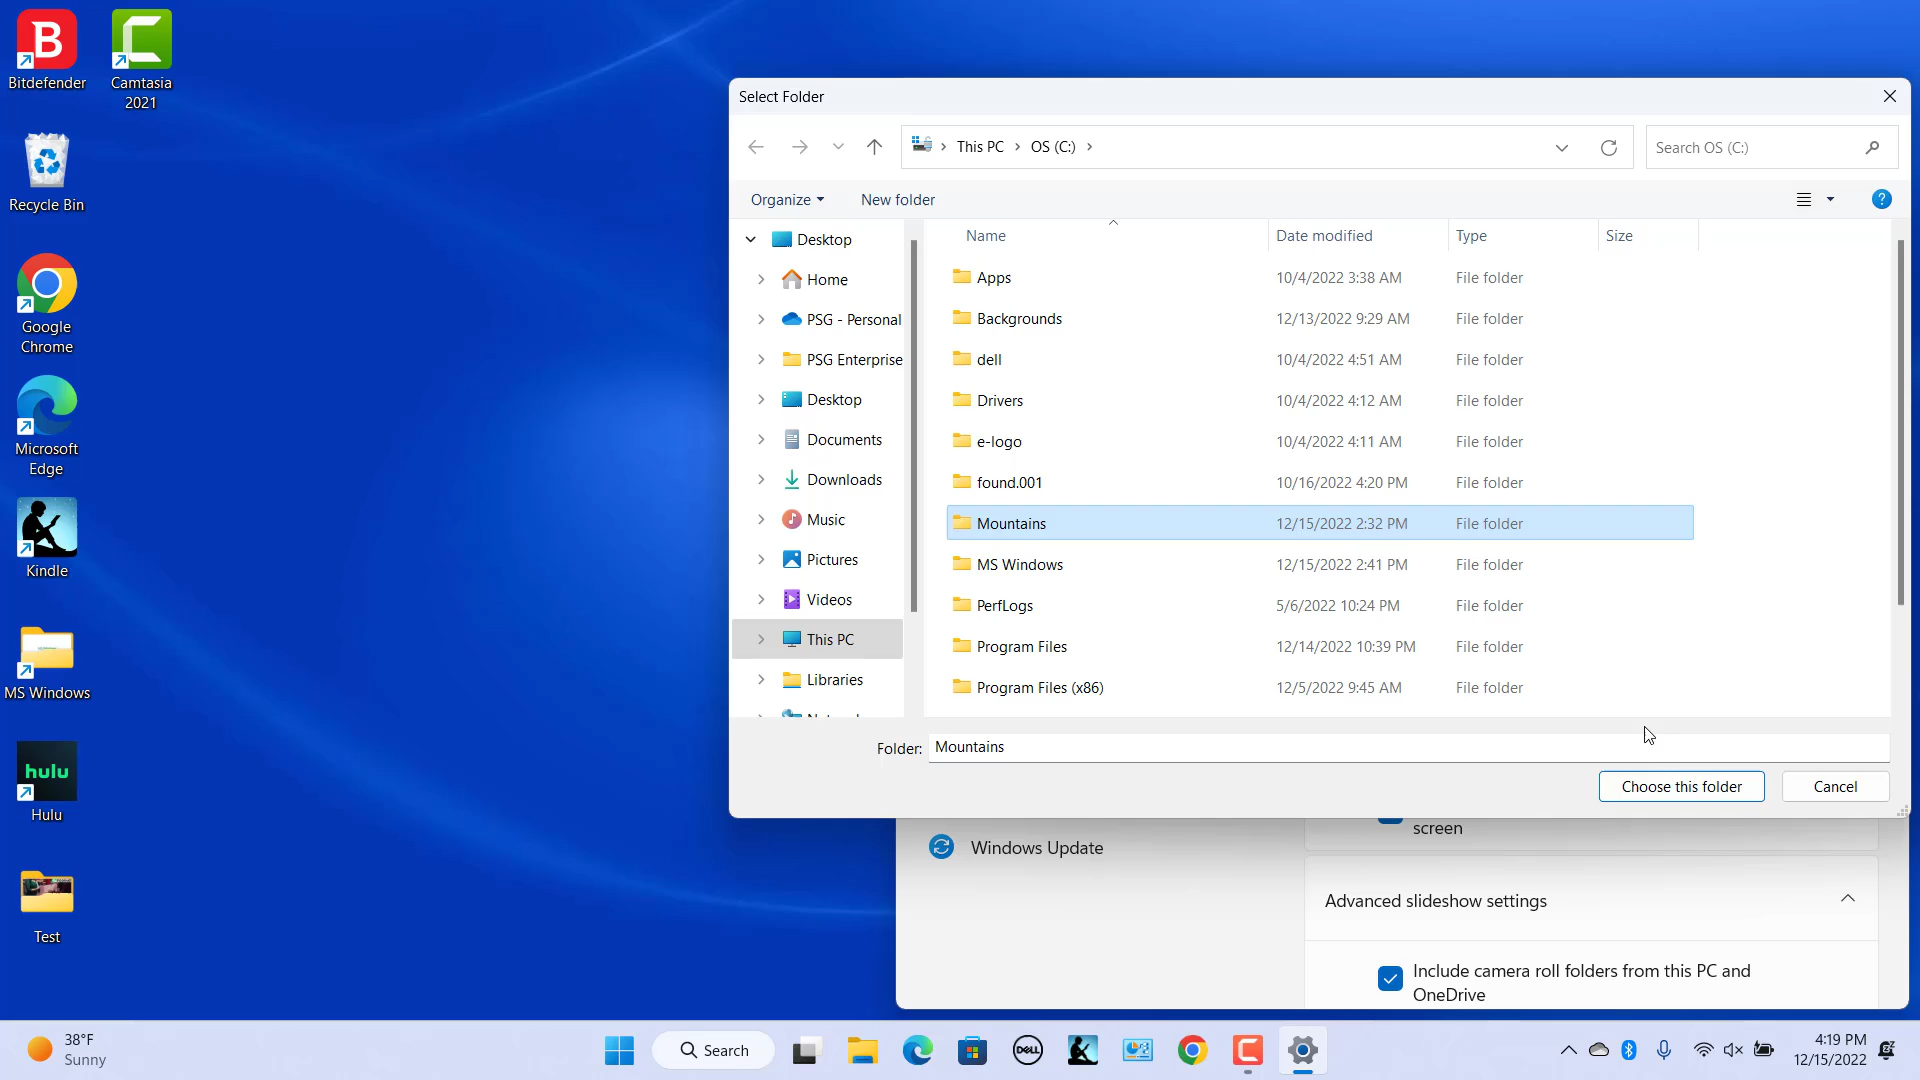 Bitdefender
Camtasia
2021
Recycle Bin
Google
Chrome
Microsoft
Edge
Kindle
MS Windows
hulu
Hulu
Test
Select Folder
This PC
OS (C:)
Search OS (C:)
Organize
New folder
Desktop
Home
PSG - Personal
PSG Enterprise
Desktop
Documents
Downloads
Music
Pictures
Videos
This PC
Libraries
Name Date modified Type Size
Apps 10/4/2022 3:38 AM File folder
Backgrounds 12/13/2022 9:29 AM File folder
dell 10/4/2022 4:51 AM File folder
Drivers 10/4/2022 4:12 AM File folder
e-logo 10/4/2022 4:11 AM File folder
found.001 10/16/2022 4:20 PM File folder
Mountains 12/15/2022 2:32 PM File folder
MS Windows 12/15/2022 2:41 PM File folder
PerfLogs 5/6/2022 10:24 PM File folder
Program Files 12/14/2022 10:39 PM File folder
Program Files (x86) 12/5/2022 9:45 AM File folder
Folder: Mountains
Choose this folder
Cancel
Windows Update
screen
Advanced slideshow settings
Include camera roll folders from this PC and
OneDrive
38°F
Sunny
Search
DELL
4:19 PM
12/15/2022